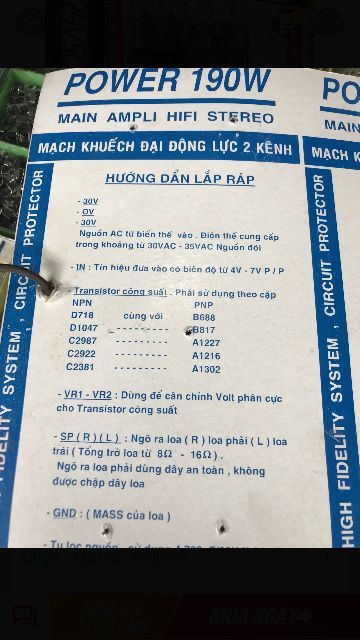 POWER 190W
MAIN AMPLI HIFI STEREO
MẠCH KHUẾCH ĐẠI ĐỘNG LỰC 2 KÊNH
HƯỚNG DẪN LẮP RÁP
- 30V
- OV
- 30V
Nguồn AC từ biến thế vào . Điện thế cung cấp
trong khoảng từ 30VAC - 35VAC Nguồn đôi
- IN : Tín hiệu đưa vào có biên độ từ 4V - 7V P / P
- Transistor công suất . Phải sử dụng theo cặp
NPN PNP
D718 cùng với B688
D1047 - - - - - - - - - B817
C2987 - - - - - - - - - A1227
C2922 - - - - - - - - - A1216
C2381 - - - - - - - - - A1302
- VR1 - VR2 : Dùng để cân chỉnh Volt phân cực
cho Transistor công suất
- SP ( R ) ( L ) : Ngõ ra loa ( R ) loa phải ( L ) loa
trái ( Tổng trở loa từ 8Ω - 16Ω ) .
Ngõ ra loa phải dùng dây an toàn , không
được chập dây loa
- GND : ( MASS của loa )
HIGH FIDELITY SYSTEM , CIRCUIT PROTECTOR
FIDELITY SYSTEM , CIRCUIT PROTECTOR
PO
MAIN
MẠCH K
MUA NGAY